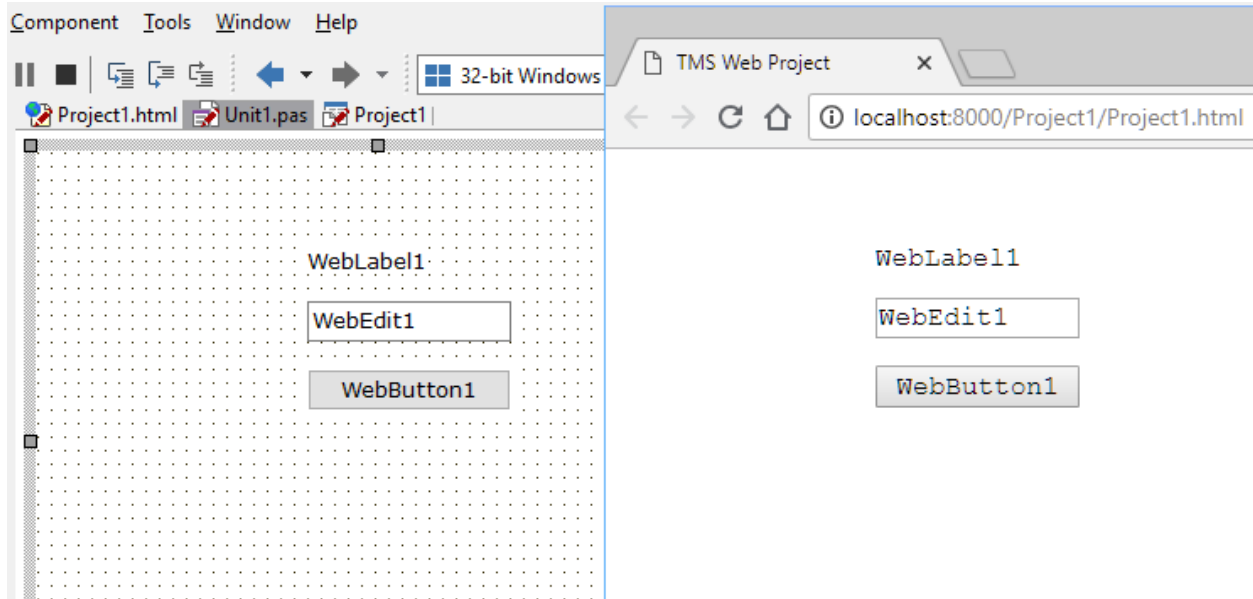 Component Tools Window Help
32-bit Windows
Project1.html Unit1.pas Project1
WebLabel1
WebEdit1
WebButton1
TMS Web Project
localhost:8000/Project1/Project1.html
WebLabel1
WebEdit1
WebButton1